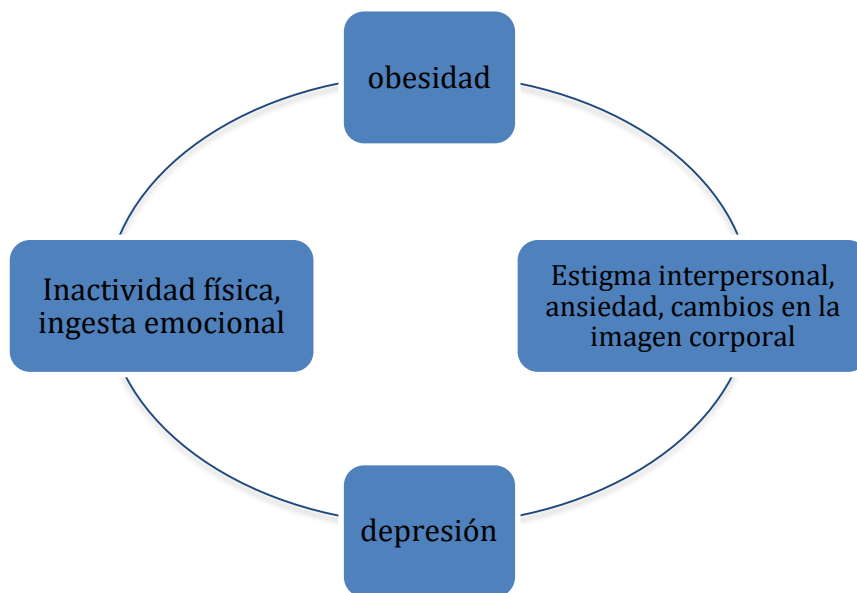 obesidad
Inactividad física,
ingesta emocional
Estigma interpersonal,
ansiedad, cambios en la
imagen corporal
depresión